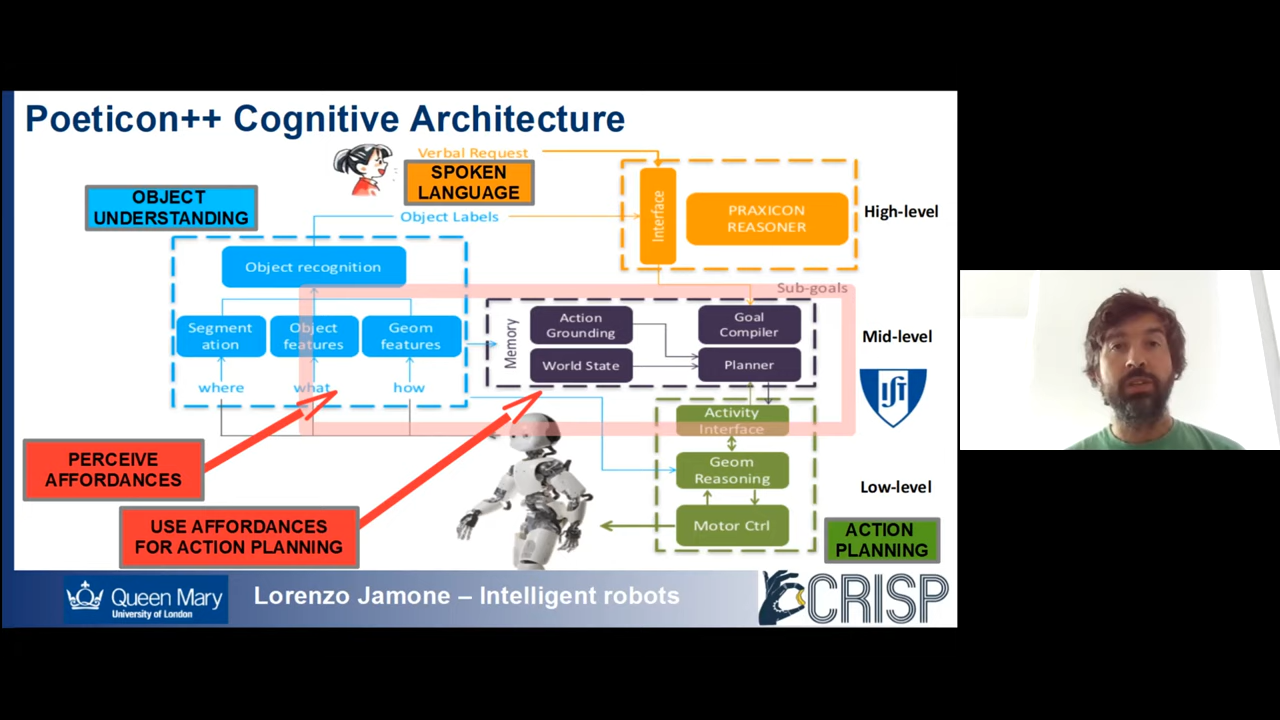 Poeticon++ Cognitive Architecture
Verbal Request
SPOKEN
LANGUAGE
OBJECT
UNDERSTANDING
Object Labels
Interface
PRAXICON
REASONER
High-level
Object recognition
Sub-goals
Segment
ation
Object
features
Geom
features
Memory
Action
Grounding
World State
Goal
Compiler
Planner
Mid-level
where
what
how
Activity
Interface
PERCEIVE
AFFORDANCES
Geom
Reasoning
Low-level
USE AFFORDANCES
FOR ACTION PLANNING
Motor Ctrl
ACTION
PLANNING
Queen Mary
University of London
Lorenzo Jamone – Intelligent robots
CRISP